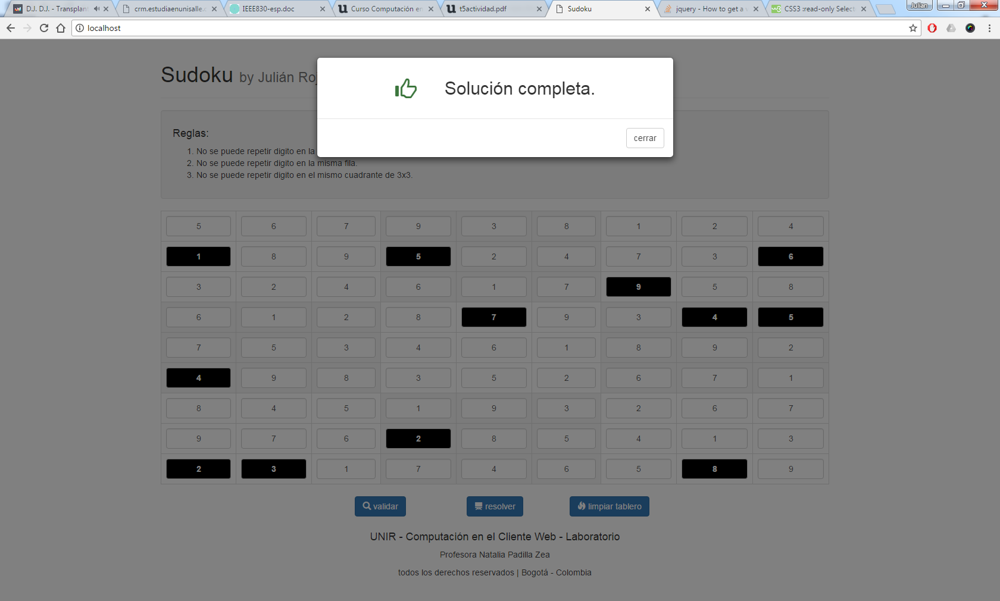 D.J. D.J. - Transplant
crm.estudiaenunisalle.c
IEEE830-esp.doc
Curso Computación en
t5actividad.pdf
Sudoku
jquery - How to get a v
CSS3 :read-only Select
Julian
localhost
Sudoku by Julián Roj
Solución completa.
cerrar
Reglas:
1. No se puede repetir digito en la
2. No se puede repetir digito en la misma fila.
3. No se puede repetir digito en el mismo cuadrante de 3x3.
5 6 7 9 3 8 1 2 4
1 8 9 5 2 4 7 3 6
3 2 4 6 1 7 9 5 8
6 1 2 8 7 9 3 4 5
7 5 3 4 6 1 8 9 2
4 9 8 3 5 2 6 7 1
8 4 5 1 9 3 2 6 7
9 7 6 2 8 5 4 1 3
2 3 1 7 4 6 5 8 9
validar
resolver
limpiar tablero
UNIR - Computación en el Cliente Web - Laboratorio
Profesora Natalia Padilla Zea
todos los derechos reservados | Bogotá - Colombia